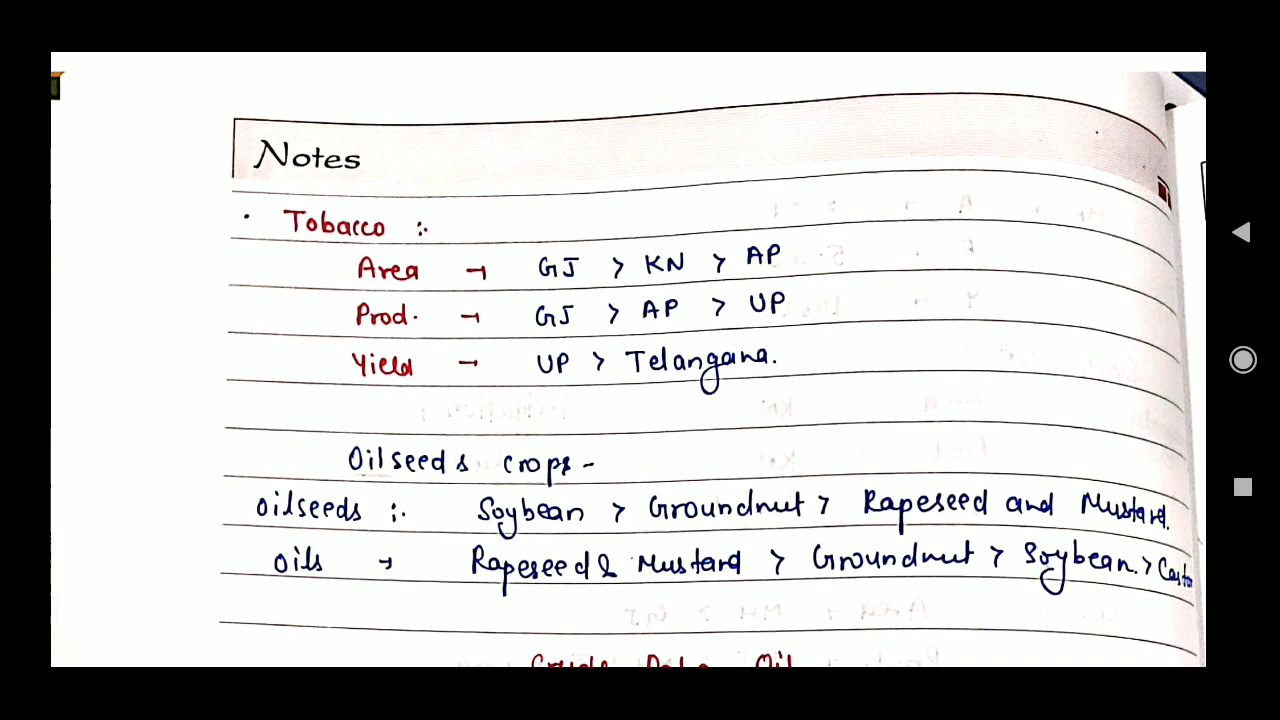 Notes
• Tobacco :-
Area → GJ > KN > AP
Prod. → GJ > AP > UP
Yield → UP > Telangana.
Oilseeds crops -
Oilseeds :- Soybean > Groundnut > Rapeseed and Mustard.
Oils → Rapeseed & Mustard > Groundnut > Soybean. > Castor